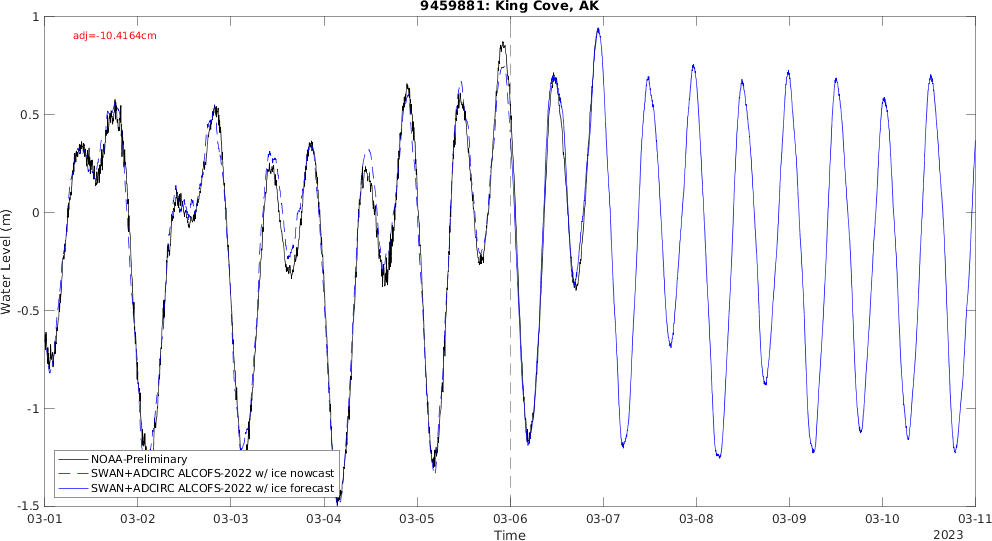 9459881: King Cove, AK
adj=-10.4164cm
Water Level (m)
1
0.5
0
-0.5
-1
-1.5
NOAA-Preliminary
SWAN+ADCIRC ALCOFS-2022 w/ ice nowcast
SWAN+ADCIRC ALCOFS-2022 w/ ice forecast
03-01 03-02 03-03 03-04 03-05 03-06 03-07 03-08 03-09 03-10 03-11
Time
2023